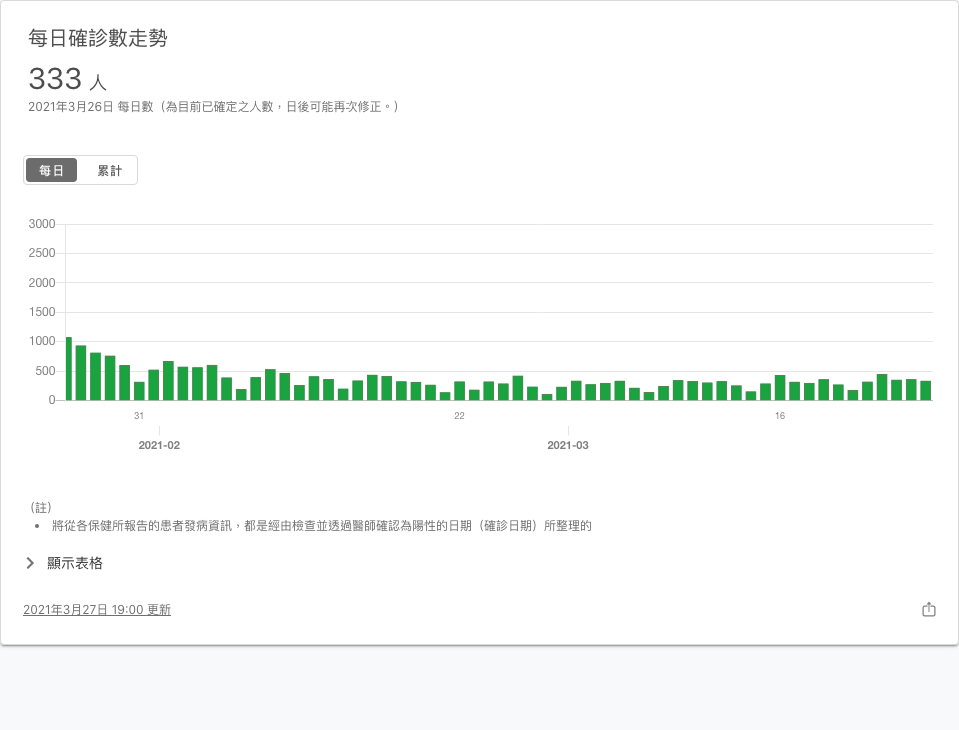 每日確診數走勢
333 人
2021年3月26日 每日數（為目前已確定之人數，日後可能再次修正。）
每日 累計
3000
2500
2000
1500
1000
500
0
31 22 16
2021-02 2021-03
（註）
• 將從各保健所報告的患者發病資訊，都是經由檢查並透過醫師確認為陽性的日期（確診日期）所整理的
顯示表格
2021年3月27日 19:00 更新